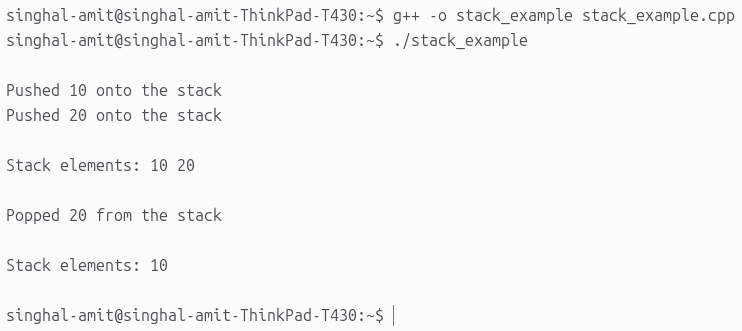 singhal-amit@singhal-amit-ThinkPad-T430:~$ g++ -o stack_example stack_example.cpp
singhal-amit@singhal-amit-ThinkPad-T430:~$ ./stack_example
Pushed 10 onto the stack
Pushed 20 onto the stack
Stack elements: 10 20
Popped 20 from the stack
Stack elements: 10
singhal-amit@singhal-amit-ThinkPad-T430:~$